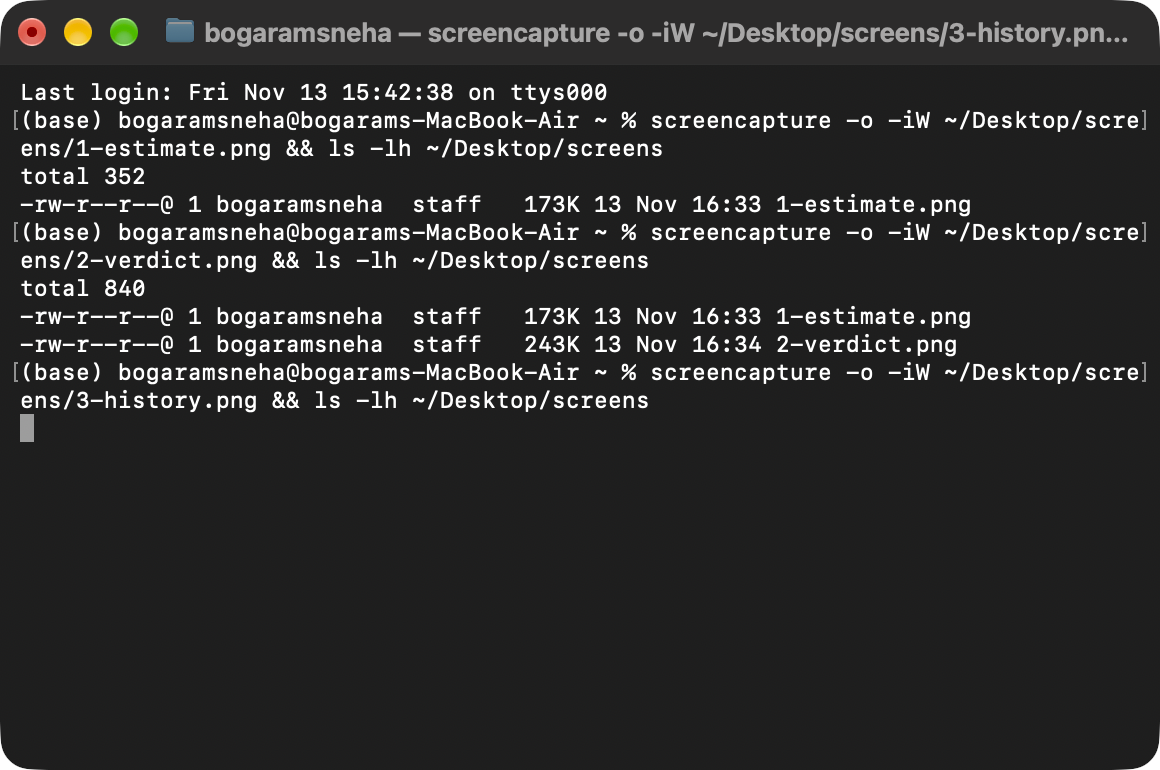 bogaramsneha — screencapture -o -iW ~/Desktop/screens/3-history.pn...
Last login: Fri Nov 13 15:42:38 on ttys000
[(base) bogaramsneha@bogarams-MacBook-Air ~ % screencapture -o -iW ~/Desktop/scre]
ens/1-estimate.png && ls -lh ~/Desktop/screens
total 352
-rw-r--r--@ 1 bogaramsneha  staff   173K 13 Nov 16:33 1-estimate.png
[(base) bogaramsneha@bogarams-MacBook-Air ~ % screencapture -o -iW ~/Desktop/scre]
ens/2-verdict.png && ls -lh ~/Desktop/screens
total 840
-rw-r--r--@ 1 bogaramsneha  staff   173K 13 Nov 16:33 1-estimate.png
-rw-r--r--@ 1 bogaramsneha  staff   243K 13 Nov 16:34 2-verdict.png
[(base) bogaramsneha@bogarams-MacBook-Air ~ % screencapture -o -iW ~/Desktop/scre]
ens/3-history.png && ls -lh ~/Desktop/screens